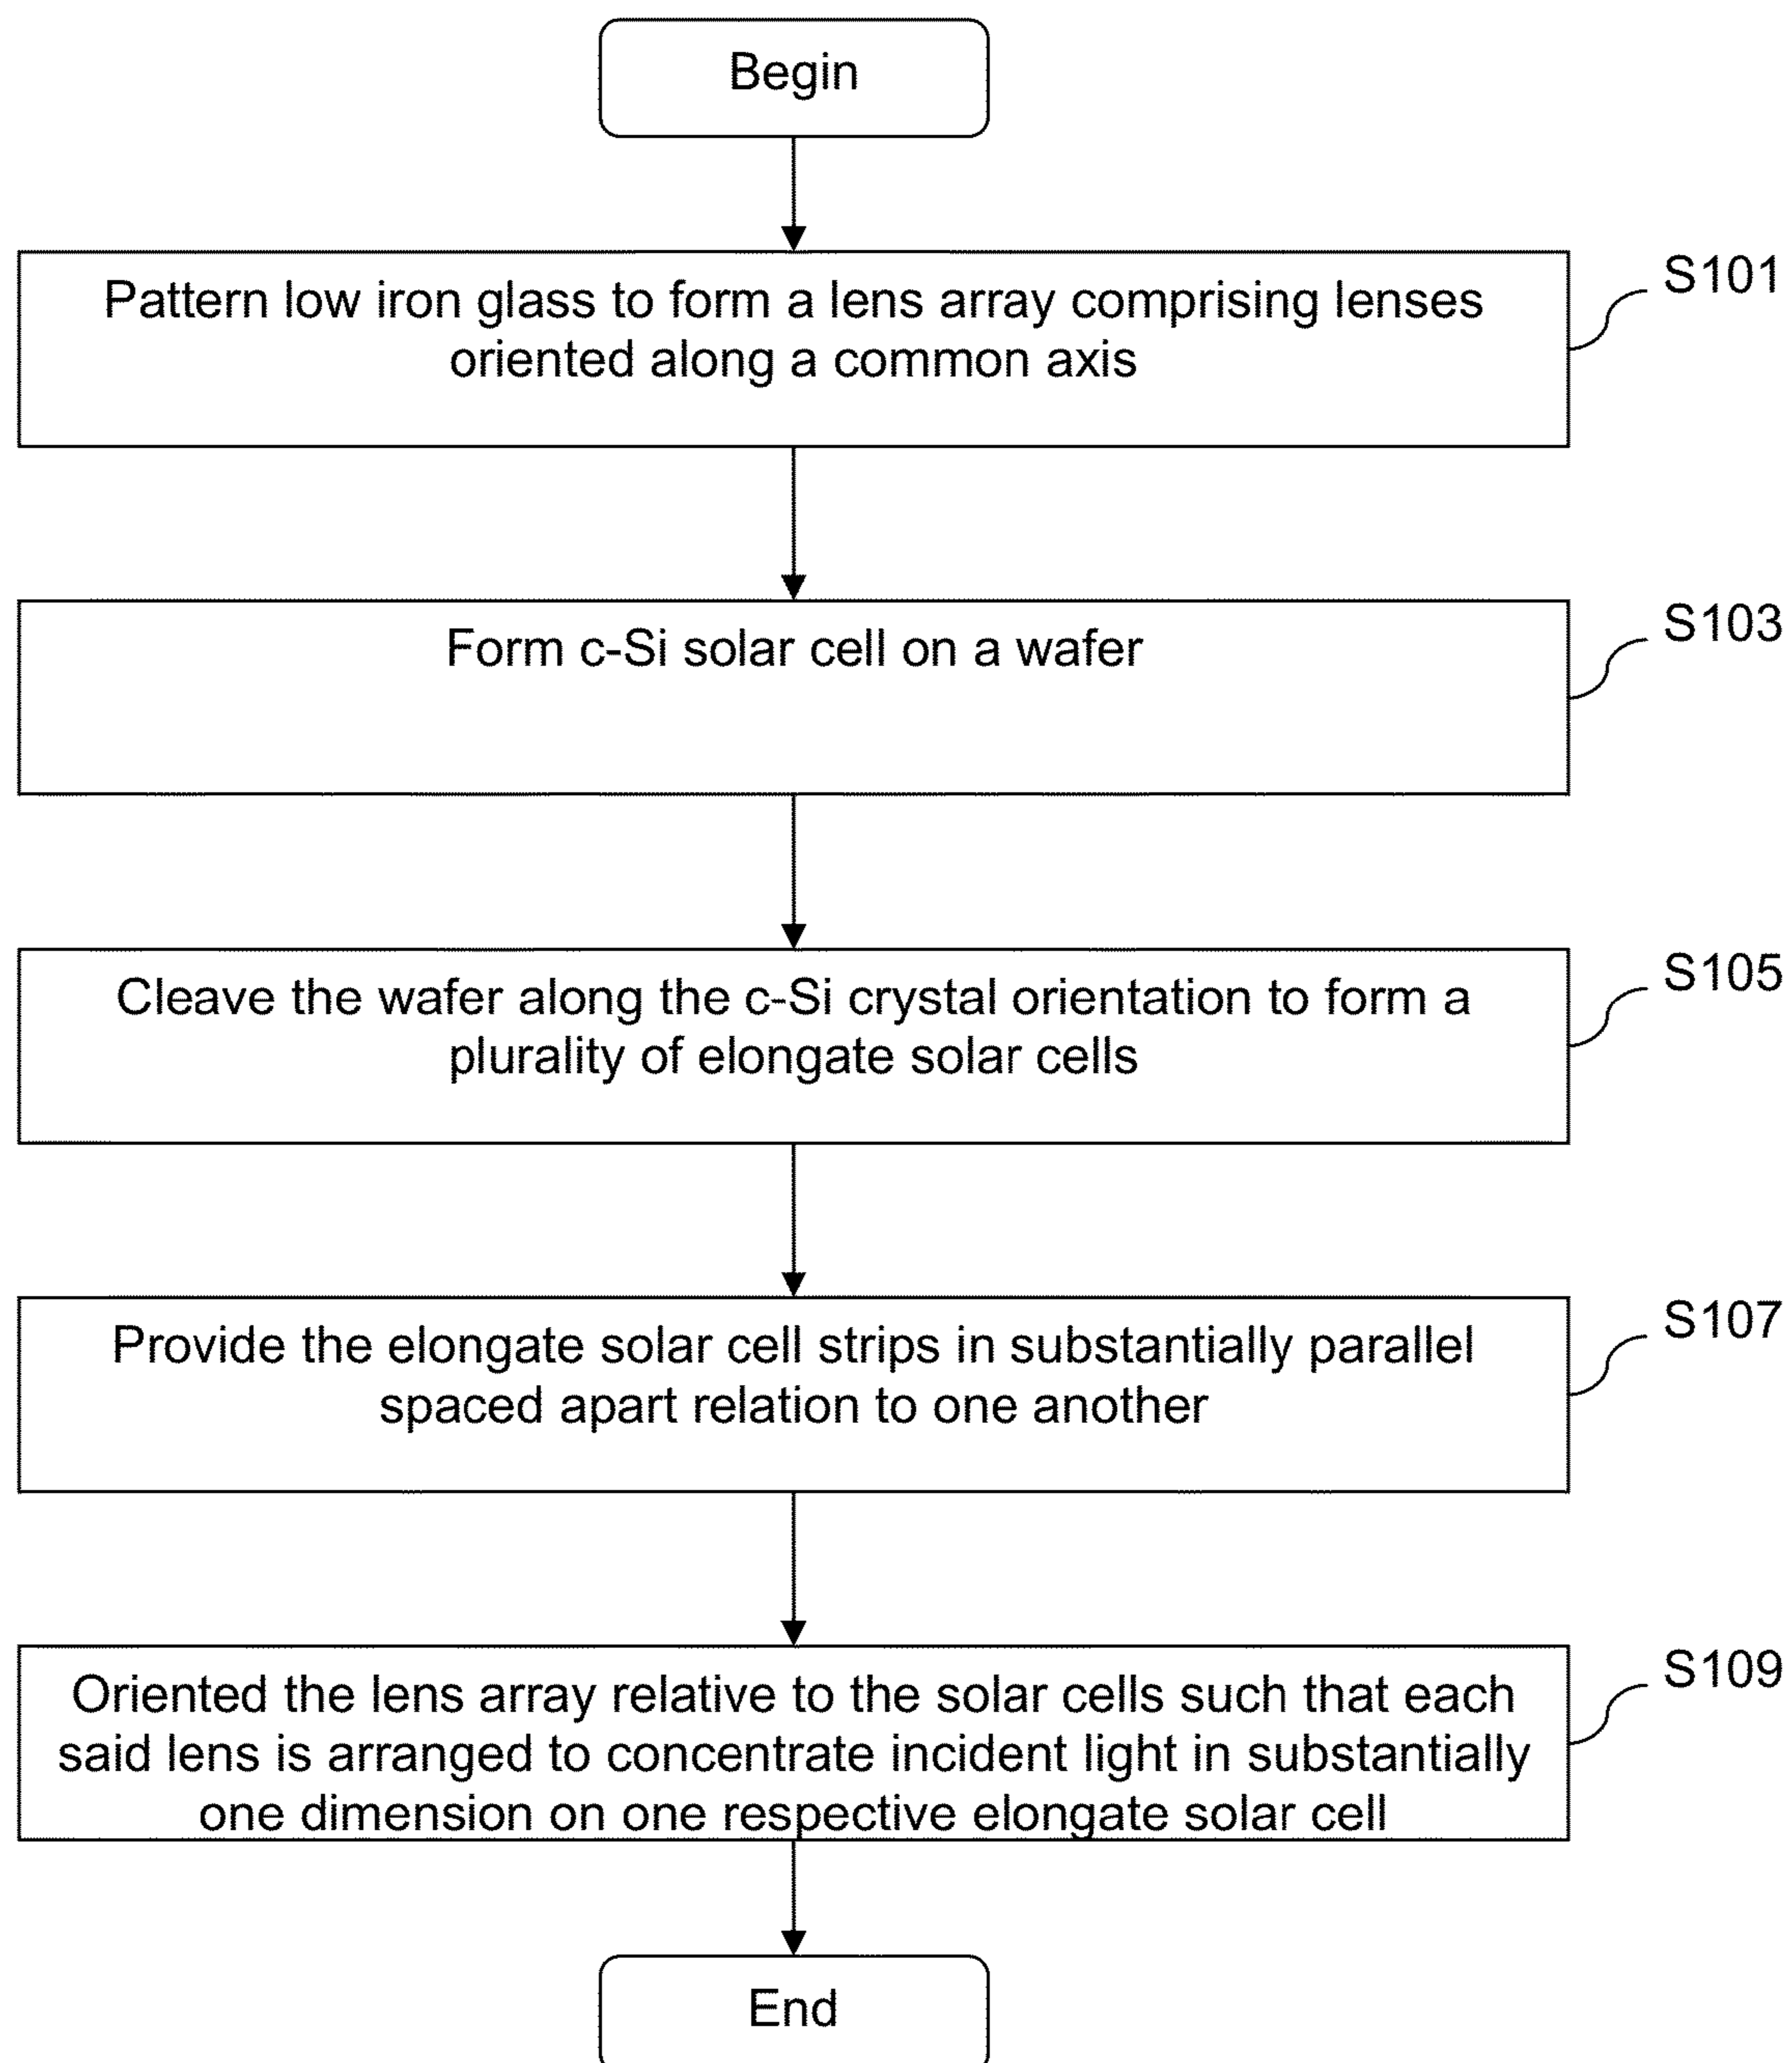 Begin
Pattern low iron glass to form a lens array comprising lenses
oriented along a common axis
S101
Form c-Si solar cell on a wafer
S103
Cleave the wafer along the c-Si crystal orientation to form a
plurality of elongate solar cells
S105
Provide the elongate solar cell strips in substantially parallel
spaced apart relation to one another
S107
Oriented the lens array relative to the solar cells such that each
said lens is arranged to concentrate incident light in substantially
one dimension on one respective elongate solar cell
S109
End